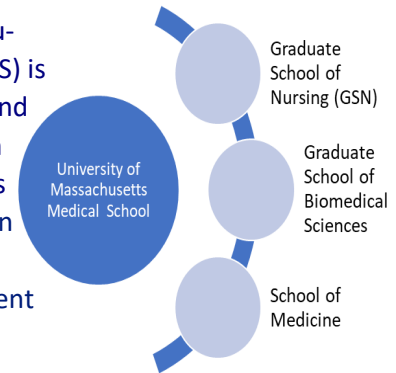 u-
S) is
nd
s
n
ent
University of
Massachusetts
Medical School
Graduate
School of
Nursing (GSN)
Graduate
School of
Biomedical
Sciences
School of
Medicine